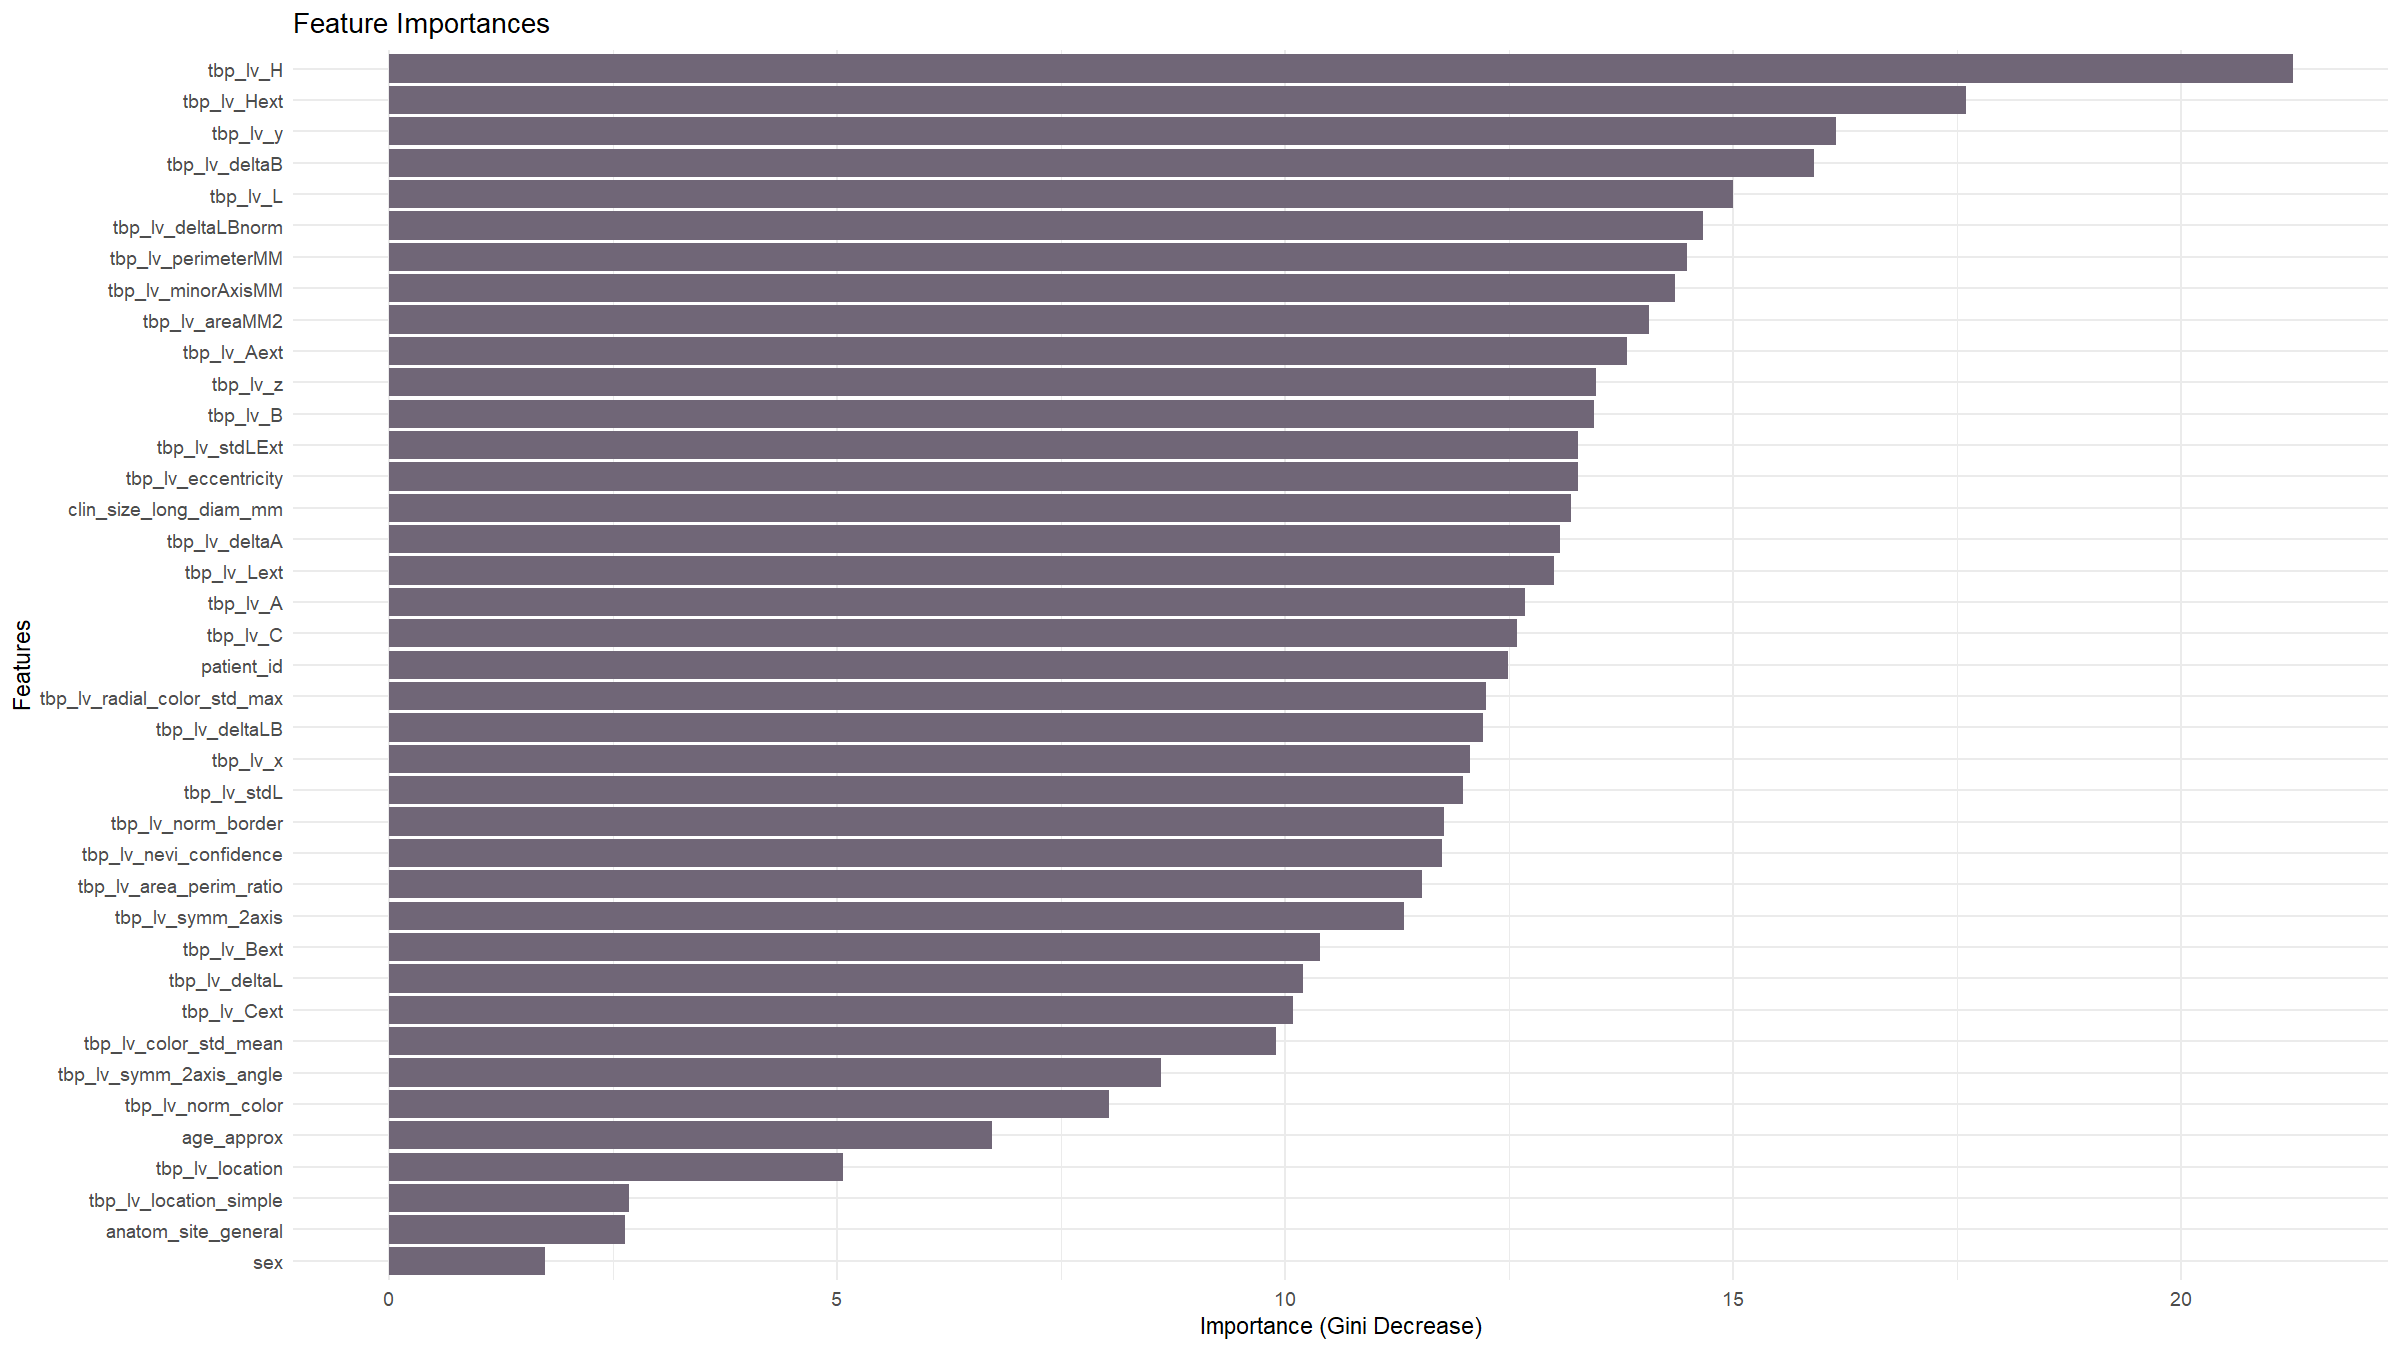 Feature Importances
tbp_lv_H
tbp_lv_Hext
tbp_lv_y
tbp_lv_deltaB
tbp_lv_L
tbp_lv_deltaLBnorm
tbp_lv_perimeterMM
tbp_lv_minorAxisMM
tbp_lv_areaMM2
tbp_lv_Aext
tbp_lv_z
tbp_lv_B
tbp_lv_stdLExt
tbp_lv_eccentricity
clin_size_long_diam_mm
tbp_lv_deltaA
tbp_lv_Lext
tbp_lv_A
tbp_lv_C
patient_id
tbp_lv_radial_color_std_max
tbp_lv_deltaLB
tbp_lv_x
tbp_lv_stdL
tbp_lv_norm_border
tbp_lv_nevi_confidence
tbp_lv_area_perim_ratio
tbp_lv_symm_2axis
tbp_lv_Bext
tbp_lv_deltaL
tbp_lv_Cext
tbp_lv_color_std_mean
tbp_lv_symm_2axis_angle
tbp_lv_norm_color
age_approx
tbp_lv_location
tbp_lv_location_simple
anatom_site_general
sex
Features
0 5 10 15 20
Importance (Gini Decrease)